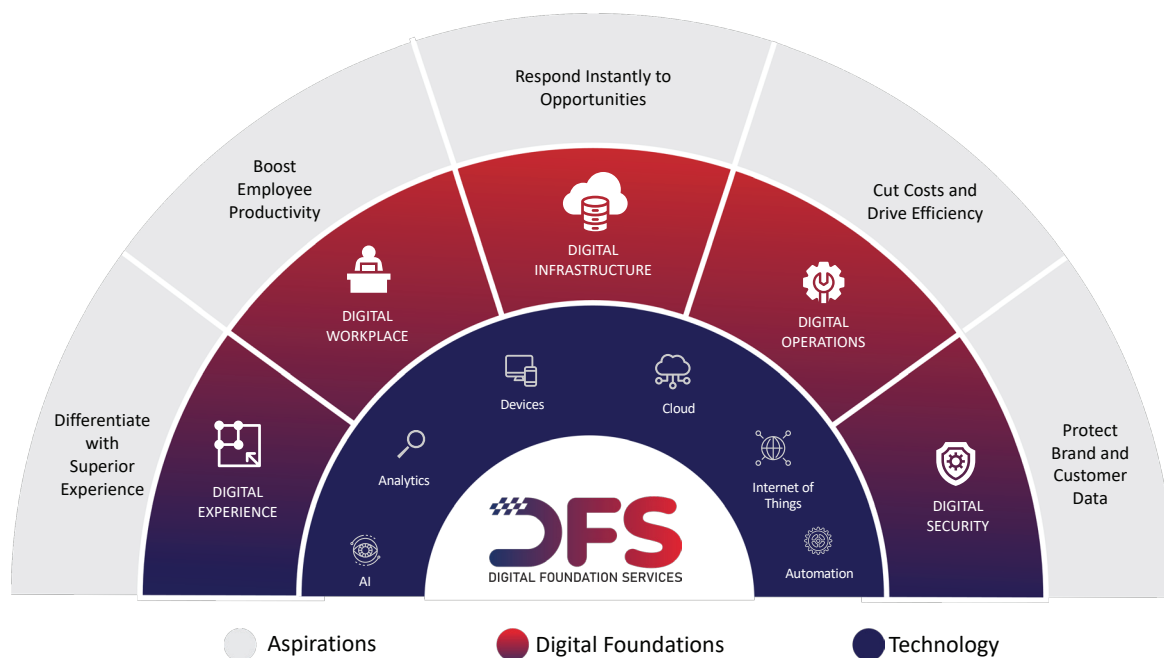 Respond Instantly to
Opportunities
Boost
Employee
Productivity
Cut Costs and
Drive Efficiency
Differentiate
with
Superior
Experience
Protect
Brand and
Customer
Data
DIGITAL
INFRASTRUCTURE
DIGITAL
WORKPLACE
DIGITAL
OPERATIONS
DIGITAL
EXPERIENCE
DIGITAL
SECURITY
Devices
Cloud
Analytics
Internet of
Things
AI
Automation
DFS
DIGITAL FOUNDATION SERVICES
Aspirations
Digital Foundations
Technology